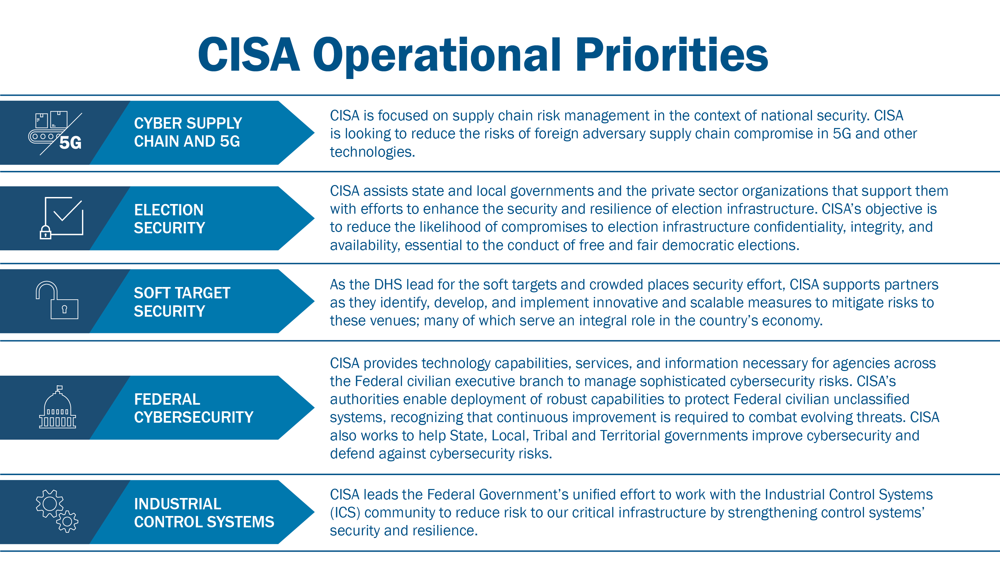 CISA Operational Priorities
5G
CYBER SUPPLY
CHAIN AND 5G
CISA is focused on supply chain risk management in the context of national security. CISA
is looking to reduce the risks of foreign adversary supply chain compromise in 5G and other
technologies.
ELECTION
SECURITY
CISA assists state and local governments and the private sector organizations that support them
with efforts to enhance the security and resilience of election infrastructure. CISA’s objective is
to reduce the likelihood of compromises to election infrastructure confidentiality, integrity, and
availability, essential to the conduct of free and fair democratic elections.
SOFT TARGET
SECURITY
As the DHS lead for the soft targets and crowded places security effort, CISA supports partners
as they identify, develop, and implement innovative and scalable measures to mitigate risks to
these venues; many of which serve an integral role in the country’s economy.
FEDERAL
CYBERSECURITY
CISA provides technology capabilities, services, and information necessary for agencies across
the Federal civilian executive branch to manage sophisticated cybersecurity risks. CISA’s
authorities enable deployment of robust capabilities to protect Federal civilian unclassified
systems, recognizing that continuous improvement is required to combat evolving threats. CISA
also works to help State, Local, Tribal and Territorial governments improve cybersecurity and
defend against cybersecurity risks.
INDUSTRIAL
CONTROL SYSTEMS
CISA leads the Federal Government’s unified effort to work with the Industrial Control Systems
(ICS) community to reduce risk to our critical infrastructure by strengthening control systems’
security and resilience.